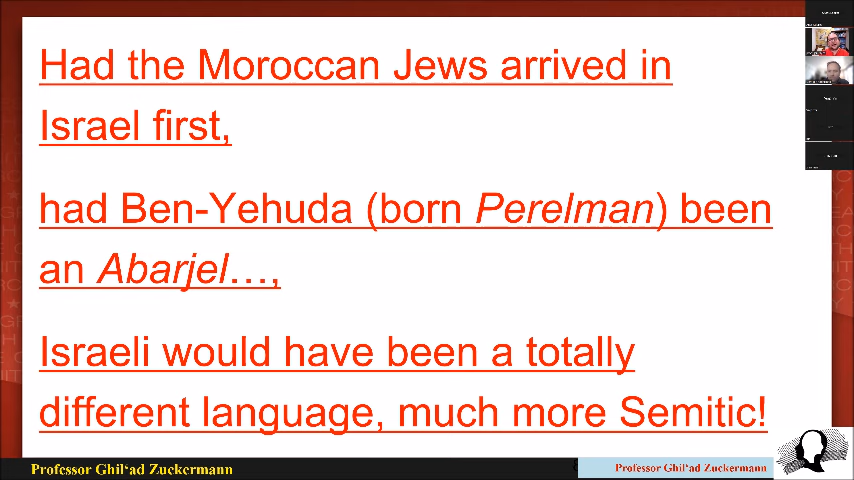 Had the Moroccan Jews arrived in
Israel first,
had Ben-Yehuda (born Perelman) been
an Abarjel…,
Israeli would have been a totally
different language, much more Semitic!
Professor Ghil‘ad Zuckermann
Professor Ghil‘ad Zuckermann